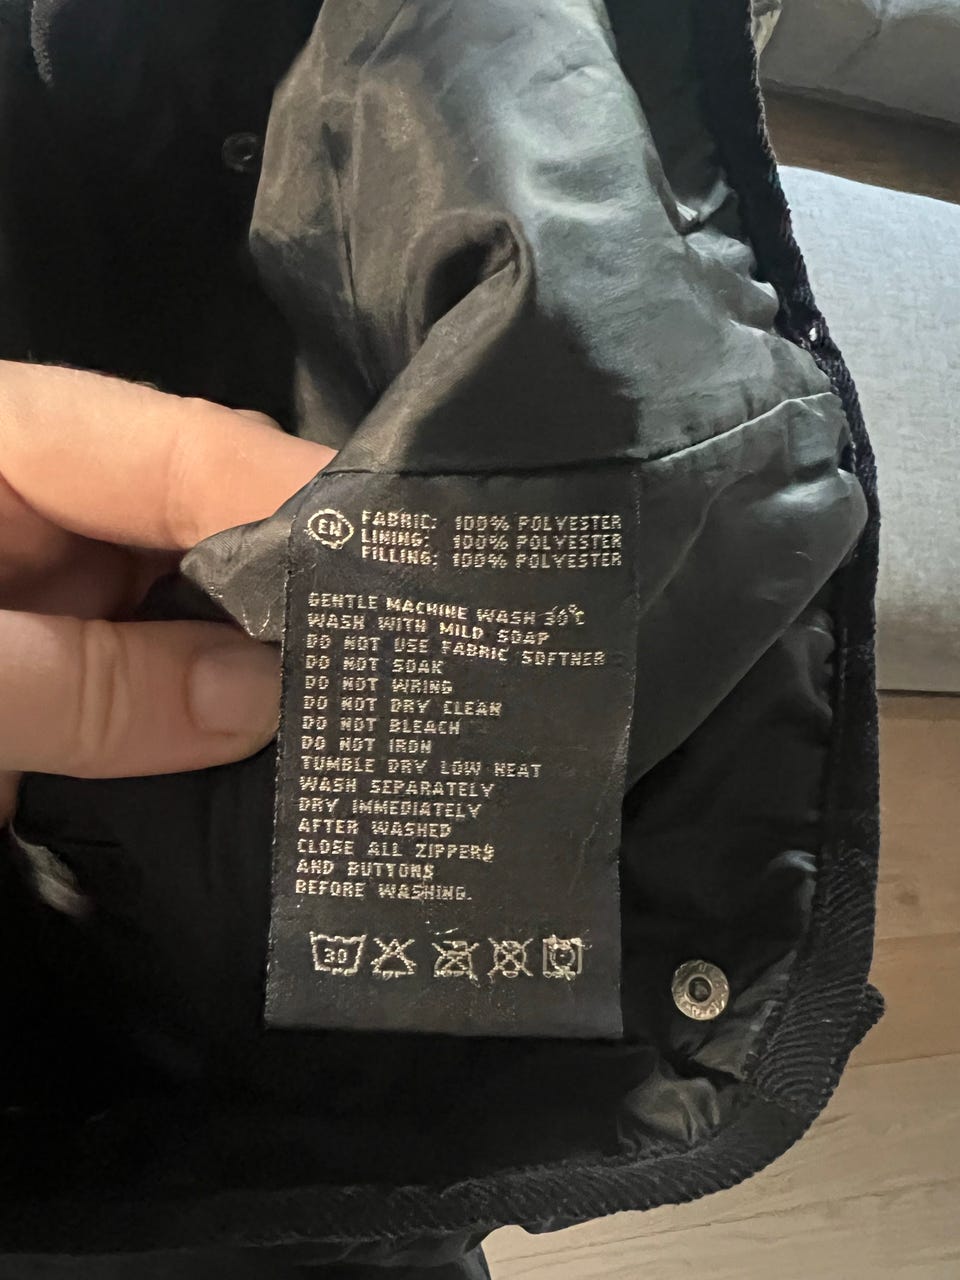 EN
FABRIC: 100% POLYESTER
LINING: 100% POLYESTER
FILLING: 100% POLYESTER
GENTLE MACHINE WASH 30°C
WASH WITH MILD SOAP
DO NOT USE FABRIC SOFTNER
DO NOT SOAK
DO NOT WRING
DO NOT DRY CLEAN
DO NOT BLEACH
DO NOT IRON
TUMBLE DRY LOW HEAT
WASH SEPARATELY
DRY IMMEDIATELY
AFTER WASHED
CLOSE ALL ZIPPERS
AND BUTTONS
BEFORE WASHING.
30